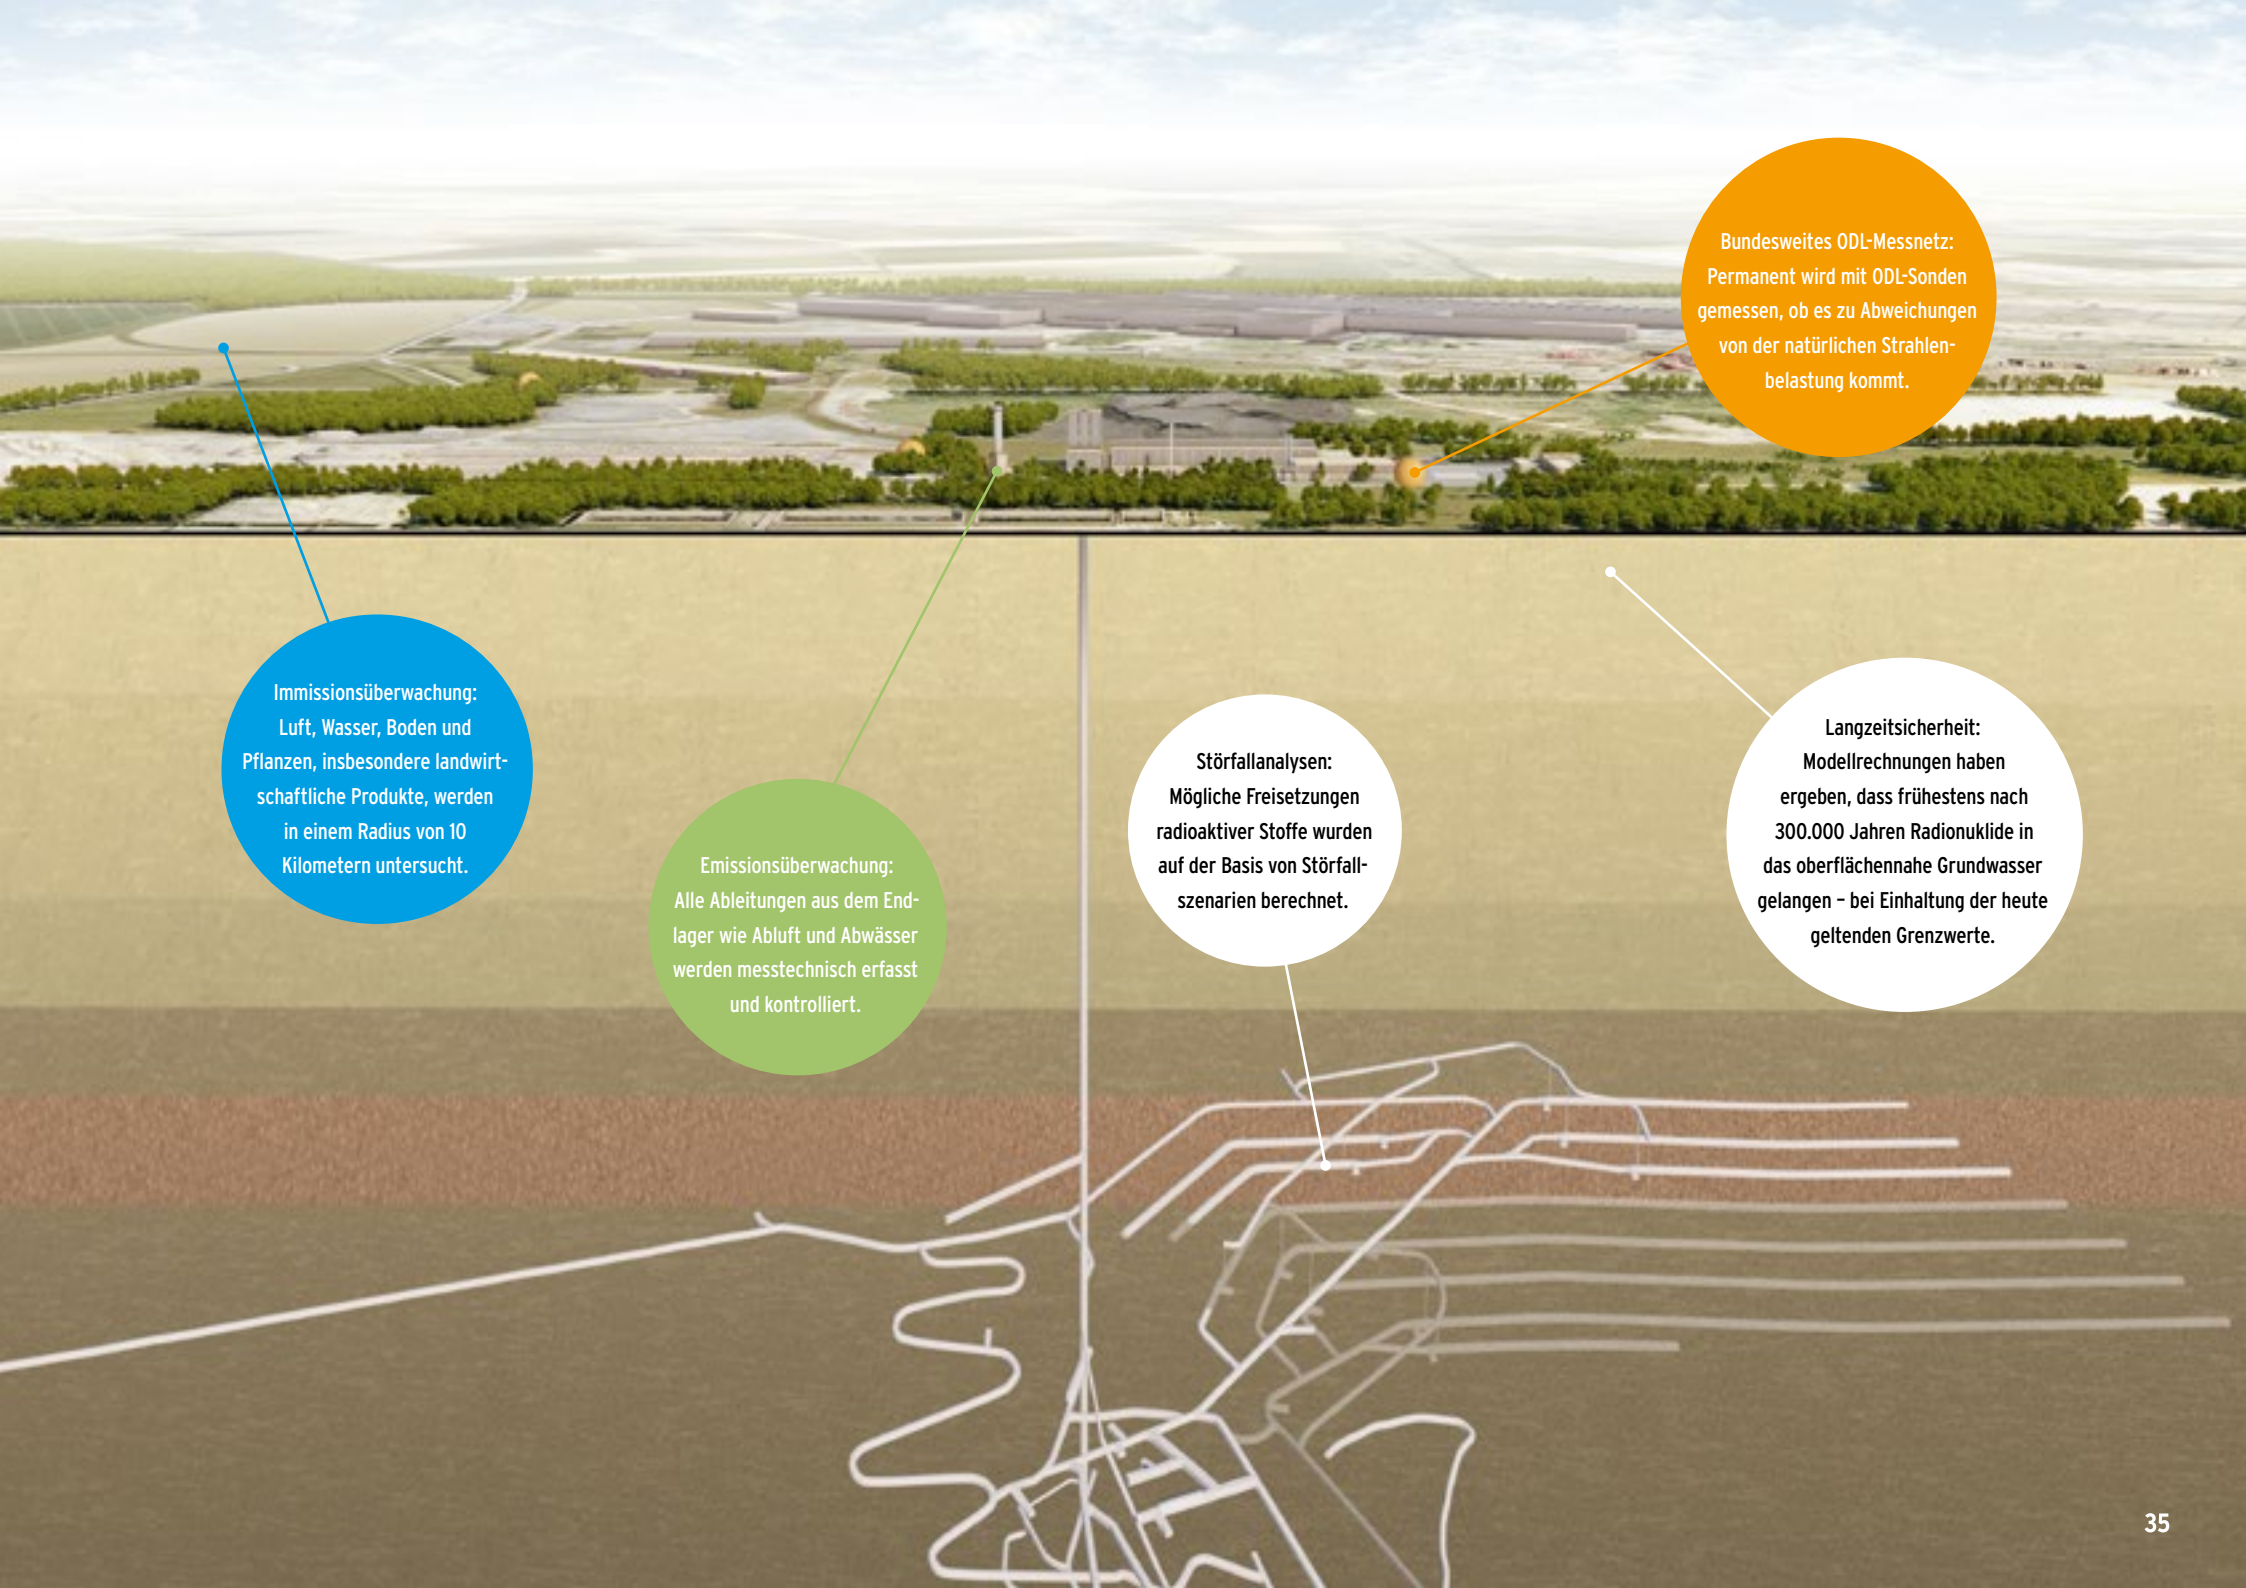 Bundesweites ODL-Messnetz:
Permanent wird mit ODL-Sonden
gemessen, ob es zu Abweichungen
von der natürlichen Strahlen-
belastung kommt.
Immissionsüberwachung:
Luft, Wasser, Boden und
Pflanzen, insbesondere landwirt-
schaftliche Produkte, werden
in einem Radius von 10
Kilometern untersucht.
Emissionsüberwachung:
Alle Ableitungen aus dem End-
lager wie Abluft und Abwässer
werden messtechnisch erfasst
und kontrolliert.
Störfallanalysen:
Mögliche Freisetzungen
radioaktiver Stoffe wurden
auf der Basis von Störfall-
szenarien berechnet.
Langzeitsicherheit:
Modellrechnungen haben
ergeben, dass frühestens nach
300.000 Jahren Radionuklide in
das oberflächennahe Grundwasser
gelangen – bei Einhaltung der heute
geltenden Grenzwerte.
35